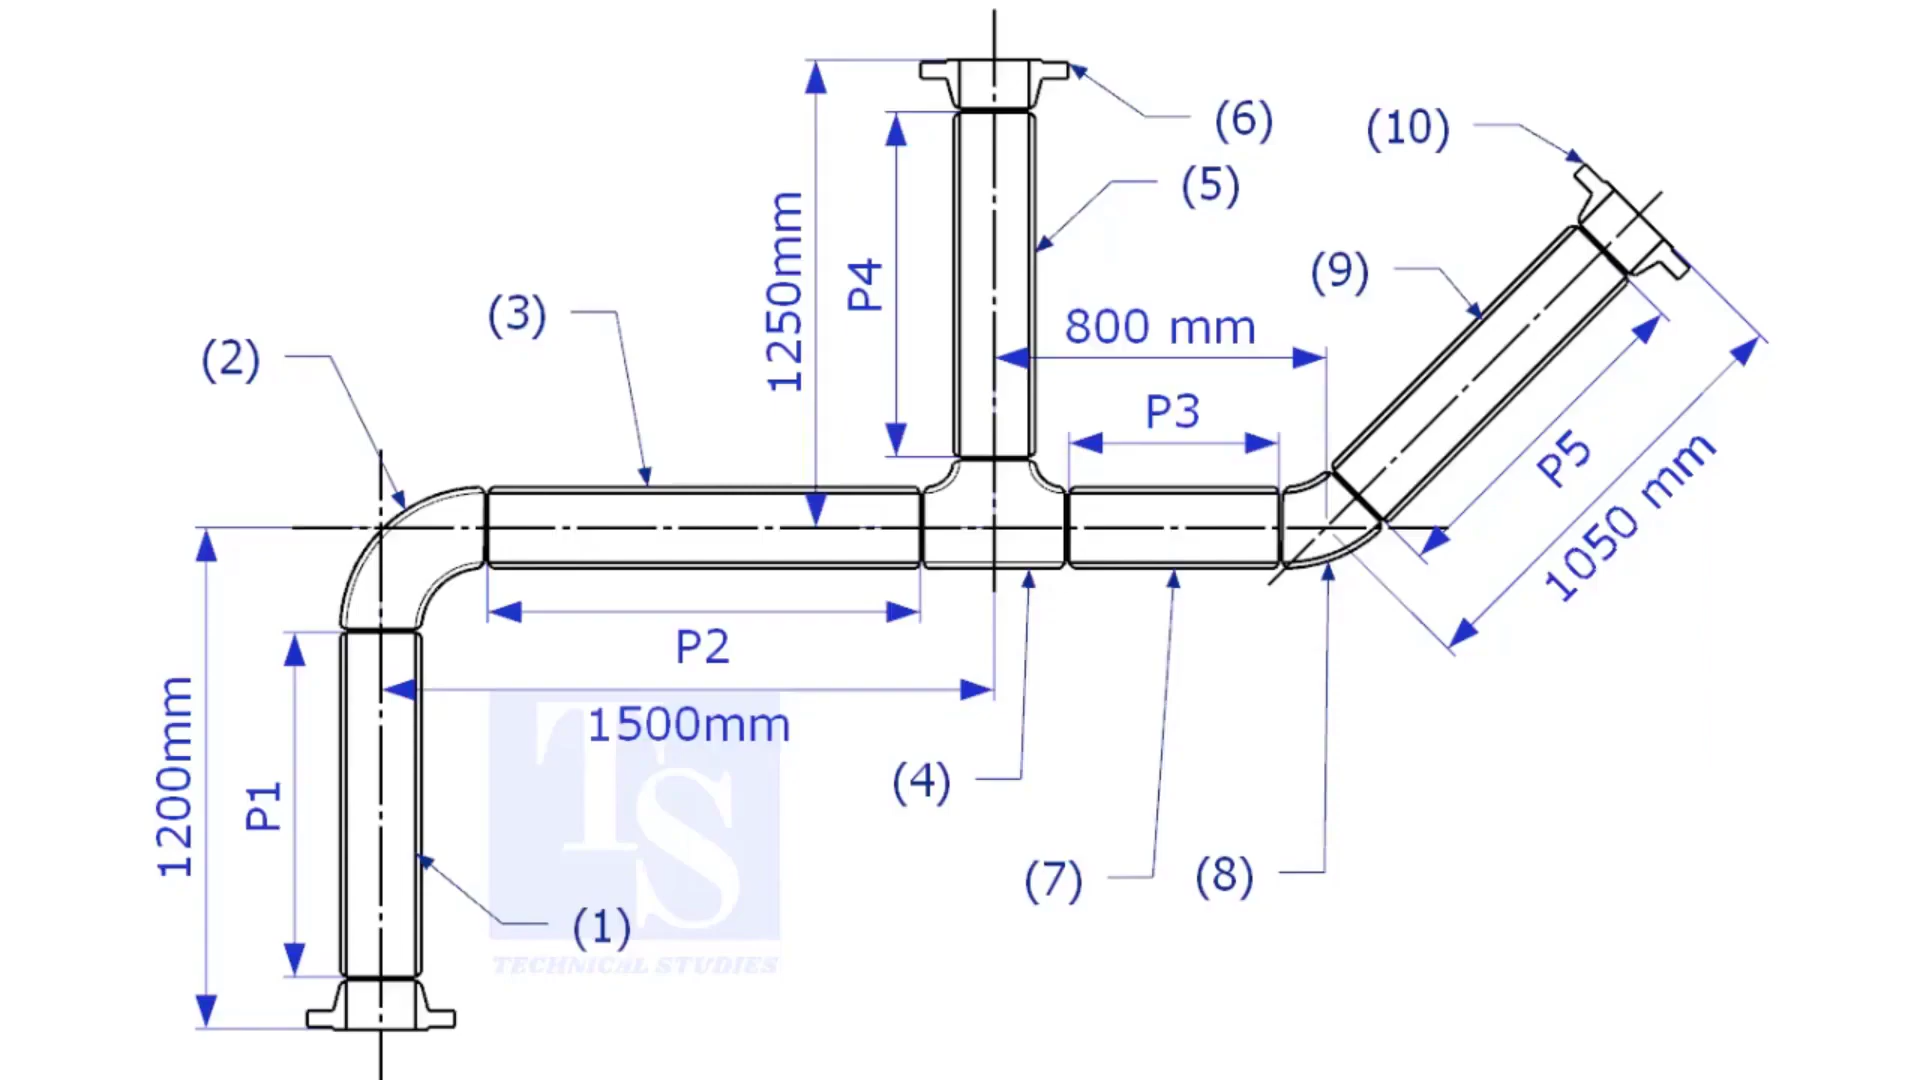 (6)
(10)
(5)
1250mm
P4
(9)
(3)
800 mm
(2)
P3
P5
1050 mm
P2
1500mm
TS
(4)
1200mm
P1
(7)
(8)
(1)
TECHNICAL STUDIES